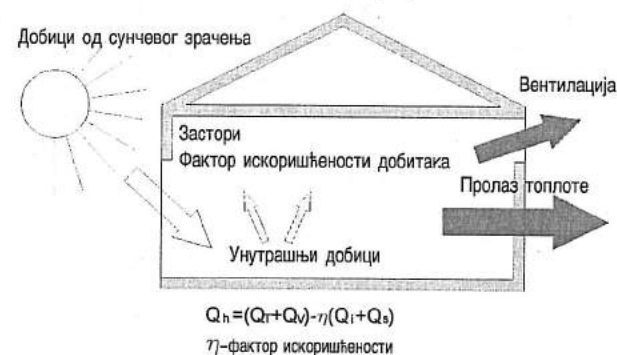 Добици од сунчевог зрачења
Вентилација
Застори
Фактор искоришћености добитака
Пролаз топлоте
Унутрашњи добици
Qh=(QT+QV)-η(Qi+Qs)
η-фактор искоришћености